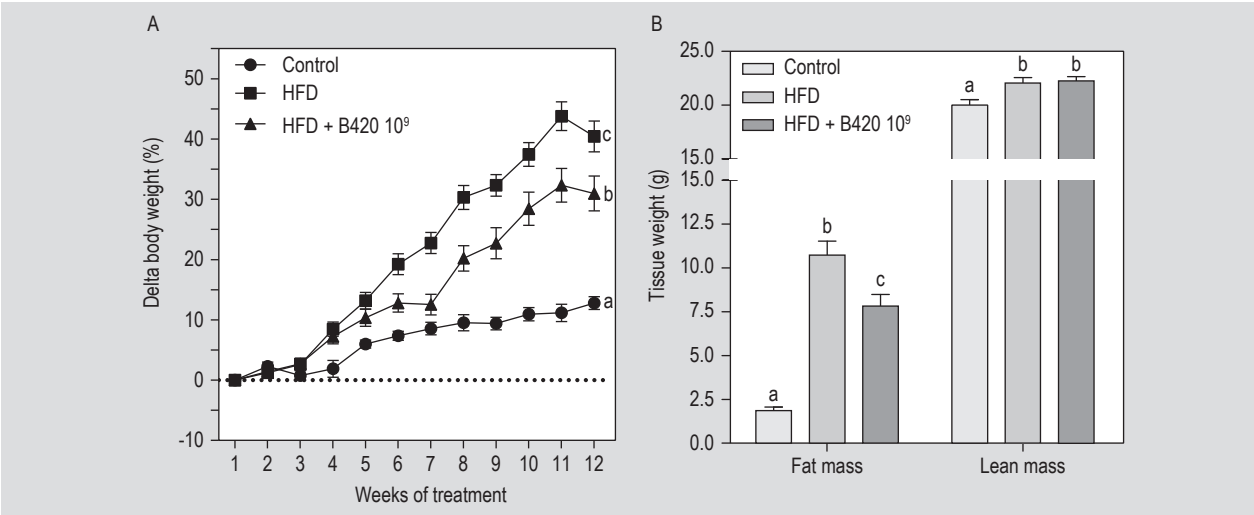 A
Control
HFD
HFD + B420 10⁹
50
40
30
20
10
0
-10
c
b
a
Delta body weight (%)
1 2 3 4 5 6 7 8 9 10 11 12
Weeks of treatment
B
Control
HFD
HFD + B420 10⁹
25.0
20.0
15.0
15.0
12.5
10.0
7.5
5.0
2.5
0.0
a
b
c
a
b
b
Tissue weight (g)
Fat mass Lean mass